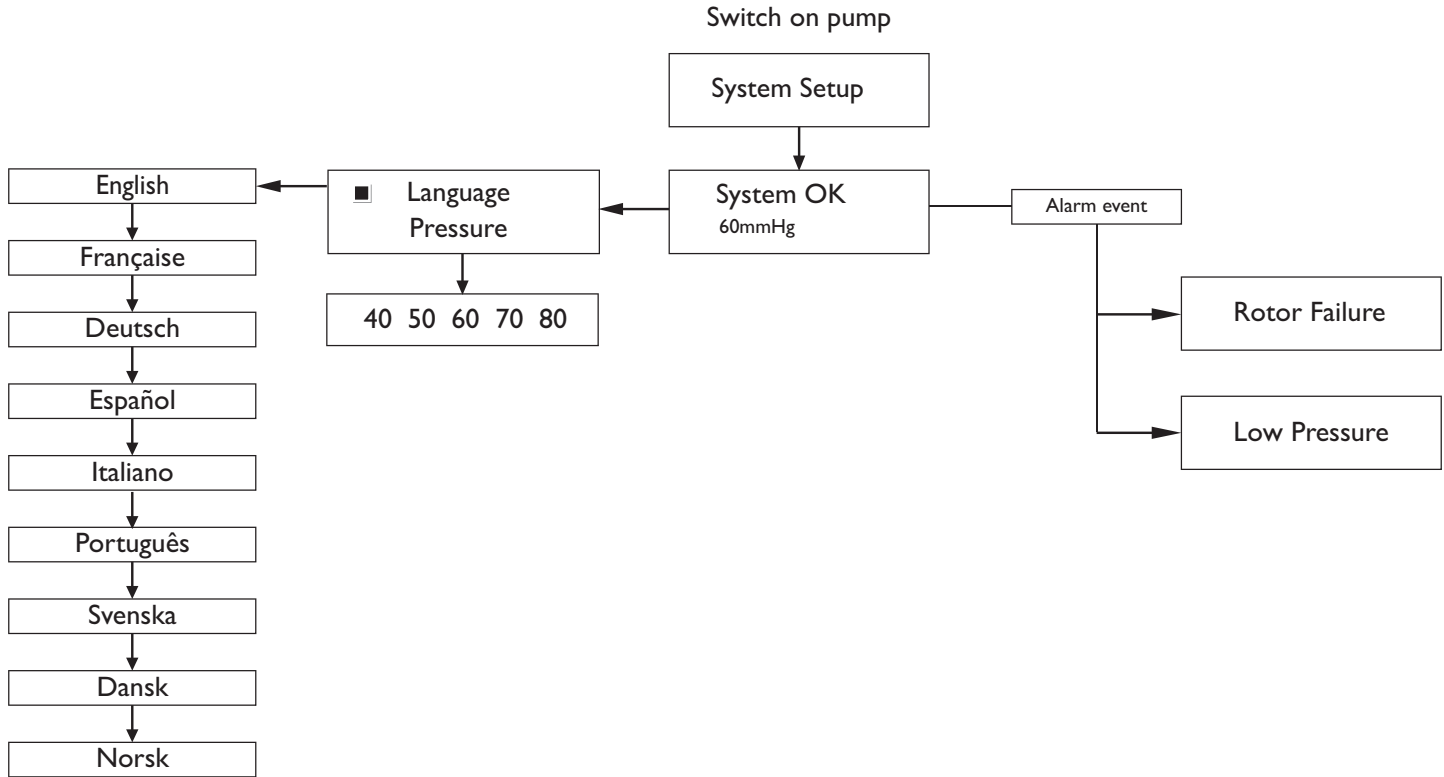 Switch on pump
System Setup
System OK
60mmHg
Language
Pressure
40 50 60 70 80
English
Française
Deutsch
Español
Italiano
Português
Svenska
Dansk
Norsk
Alarm event
Rotor Failure
Low Pressure